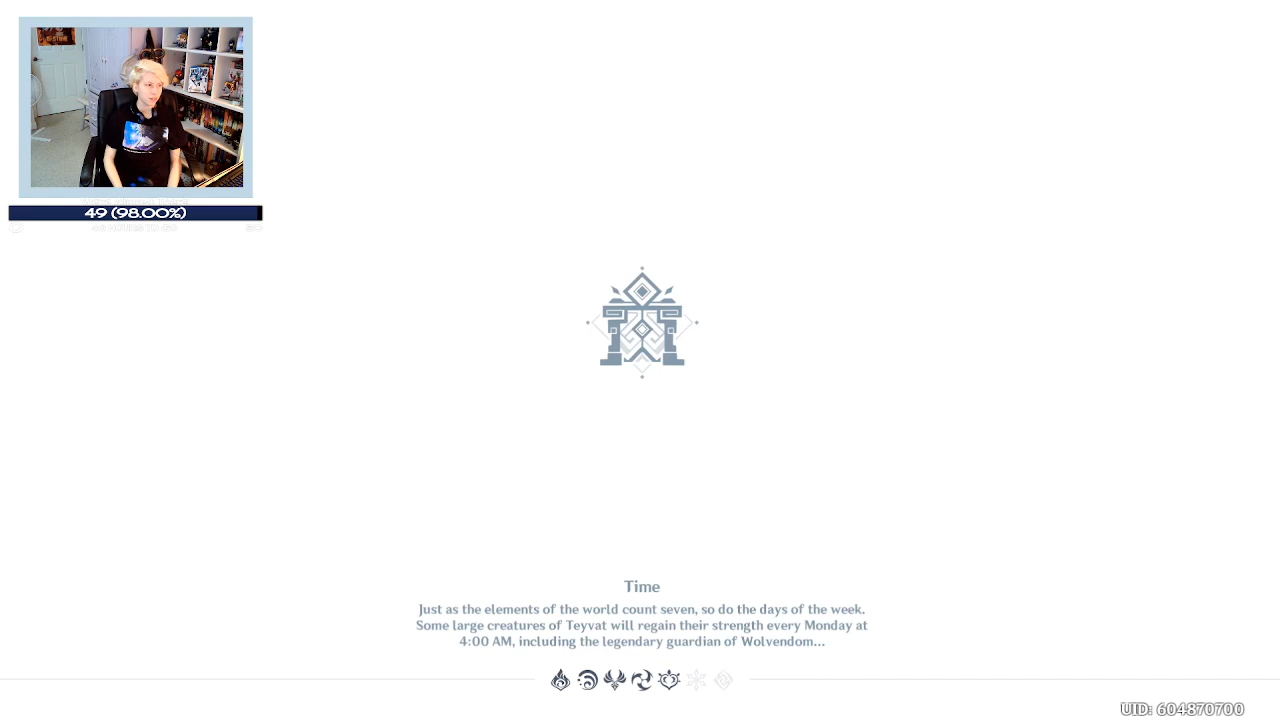 49 (98.00%)
Time
Just as the elements of the world count seven, so do the days of the week.
Some large creatures of Teyvat will regain their strength every Monday at
4:00 AM, including the legendary guardian of Wolvendom...
UID: 604870700